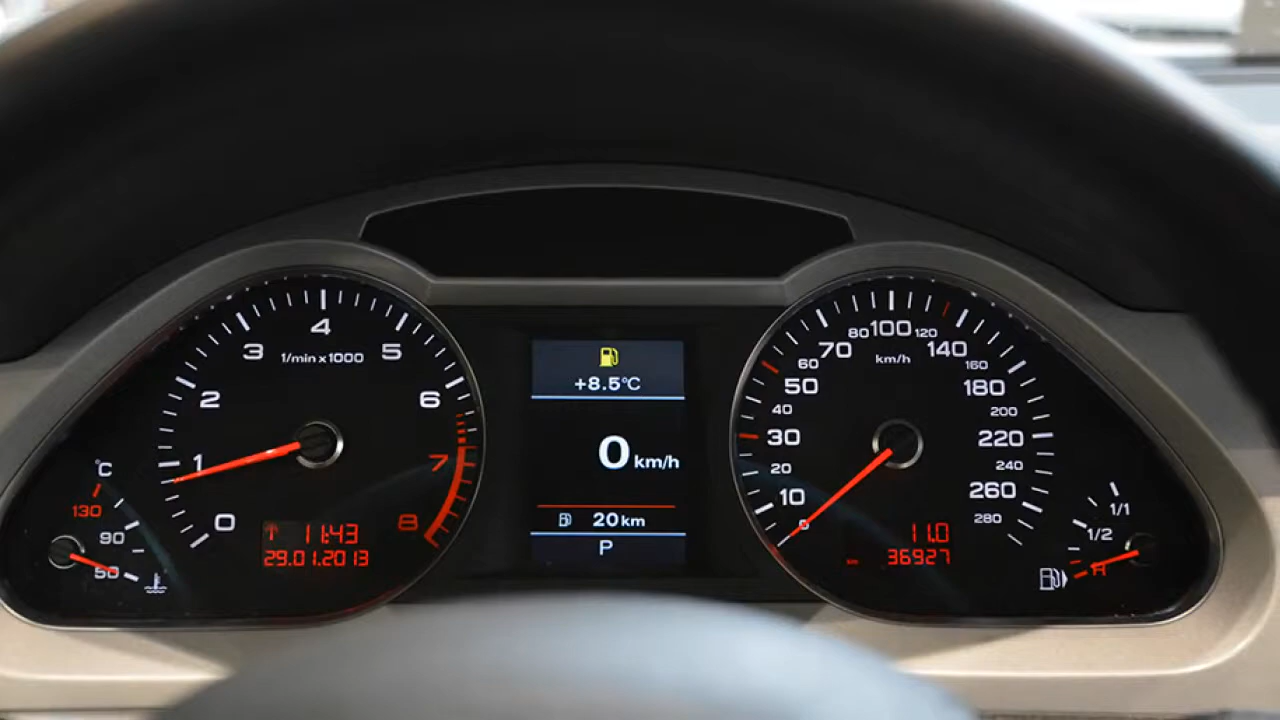 4
3
1/min x 1000
5
2
6
1
7
0
8
°C
130
90
50
11:43
29.01.2013
+8.5°C
0 km/h
20 km
P
80 100 120
70 km/h 140
60 160
50 180
40 200
30 220
20 240
10 260
0 280
11.0
km 36927
1/1
1/2
R